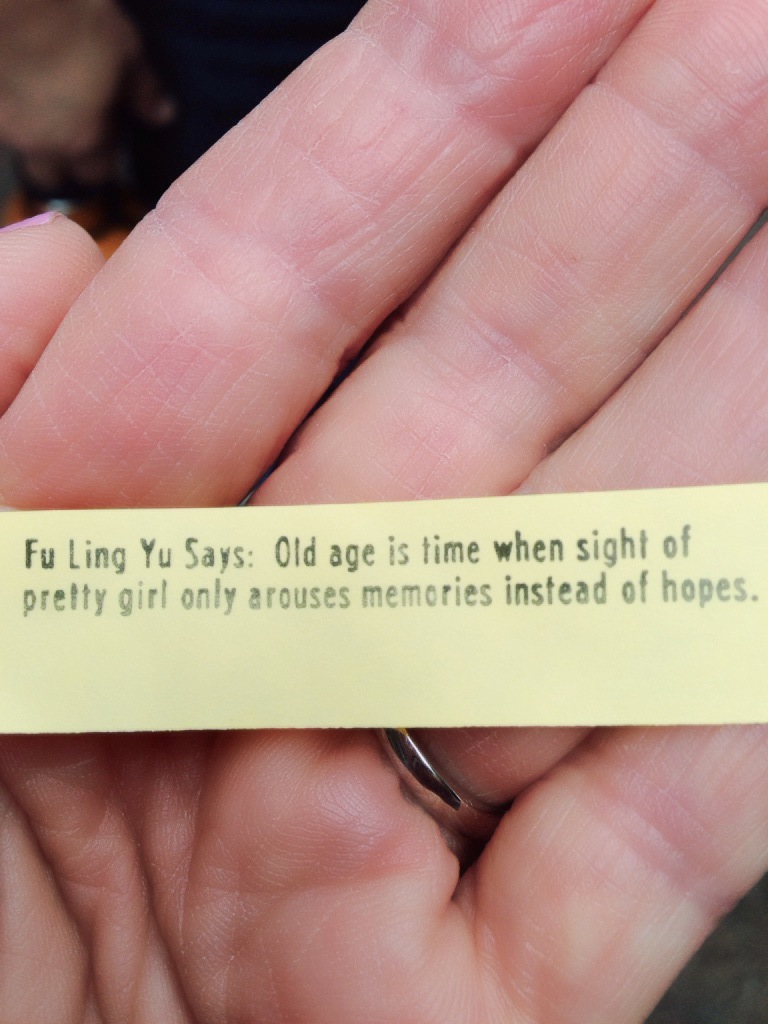 Fu Ling Yu Says: Old age is time when sight of
pretty girl only arouses memories instead of hopes.